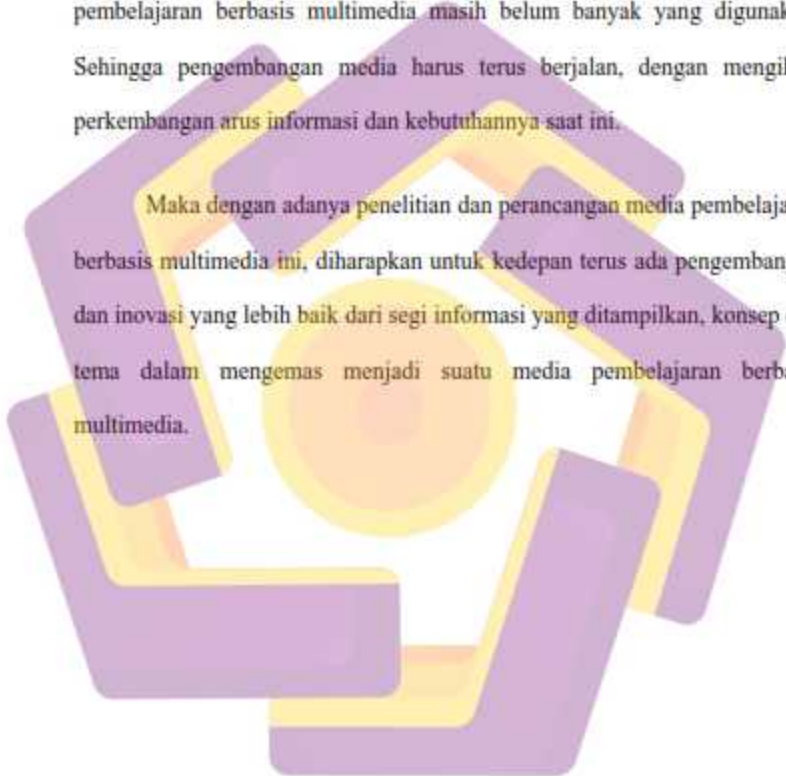 pembelajaran berbasis multimedia masih belum banyak yang digunak
Sehingga pengembangan media harus terus berjalan, dengan mengil
perkembangan arus informasi dan kebutuhannya saat ini.
Maka dengan adanya penelitian dan perancangan media pembelaja
berbasis multimedia ini, diharapkan untuk kedepan terus ada pengemban
dan inovasi yang lebih baik dari segi informasi yang ditampilkan, konsep
tema dalam mengemas menjadi suatu media pembelajaran berba
multimedia.